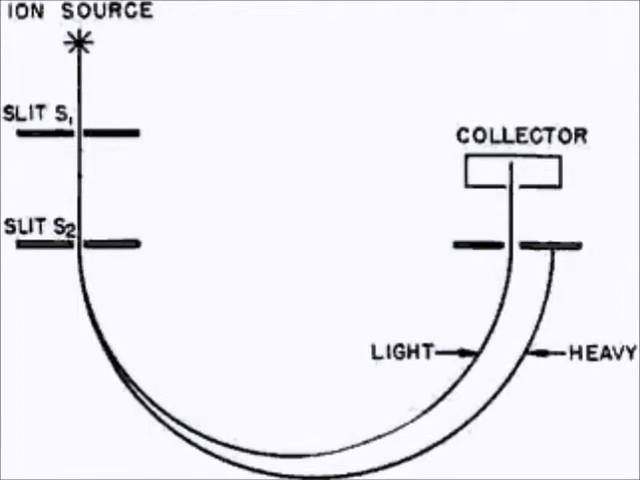 ION SOURCE
SLIT S₁
COLLECTOR
SLIT S₂
LIGHT
HEAVY